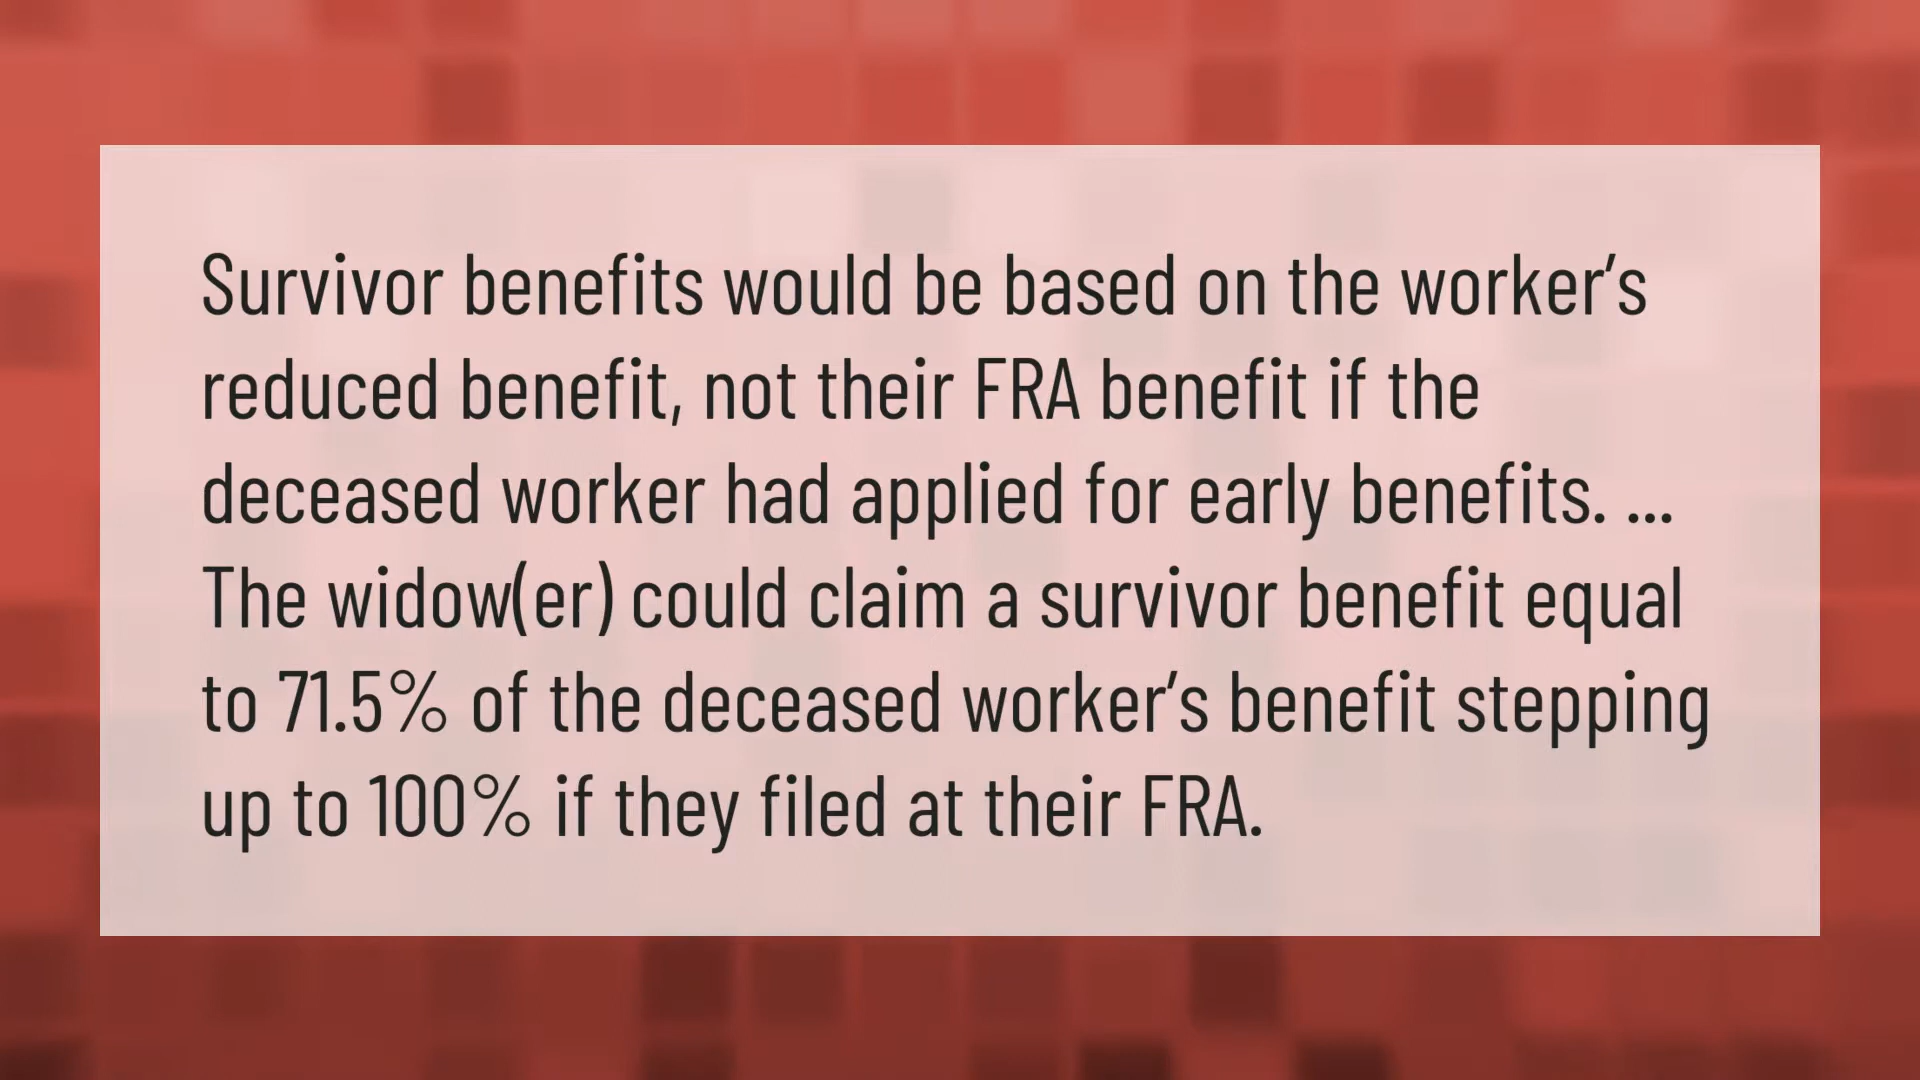 Survivor benefits would be based on the worker's
reduced benefit, not their FRA benefit if the
deceased worker had applied for early benefits. ...
The widow(er) could claim a survivor benefit equal
to 71.5% of the deceased worker's benefit stepping
up to 100% if they filed at their FRA.